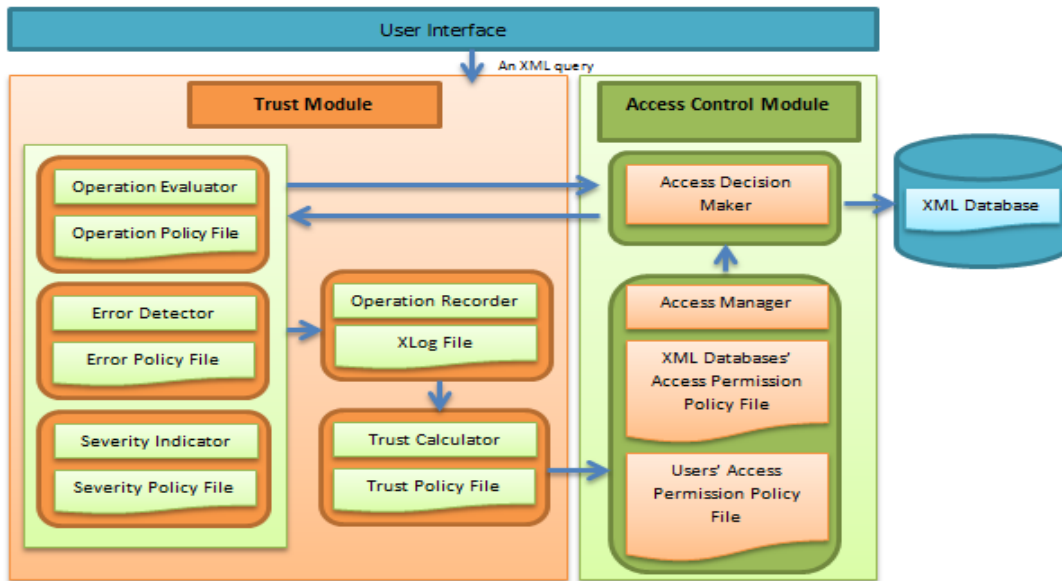 User Interface
An XML query
Trust Module
Access Control Module
Operation Evaluator
Operation Policy File
Error Detector
Error Policy File
Severity Indicator
Severity Policy File
Operation Recorder
XLog File
Trust Calculator
Trust Policy File
Access Decision
Maker
Access Manager
XML Databases’
Access Permission
Policy File
Users’ Access
Permission Policy
File
XML Database